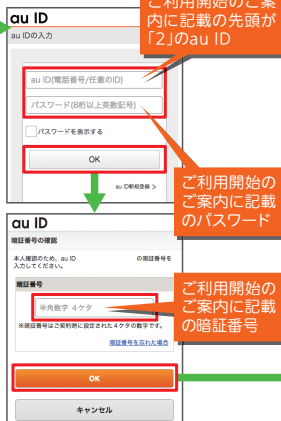 au ID
au IDの入力
ご利用開始のご案
内に記載の先頭が
「2」のau ID
au ID(電話番号/任意のID)
パスワード(8桁以上英数記号)
パスワードを表示する
OK
au ID新規登録 >
ご利用開始の
ご案内に記載
のパスワード
au ID
暗証番号の確認
本人確認のため、au ID の暗証番号を
入力してください。
暗証番号
半角数字 4ケタ
ご利用開始の
ご案内に記載
の暗証番号
※暗証番号はご契約時に設定された4ケタの数字です。
暗証番号を忘れた場合
OK
キャンセル